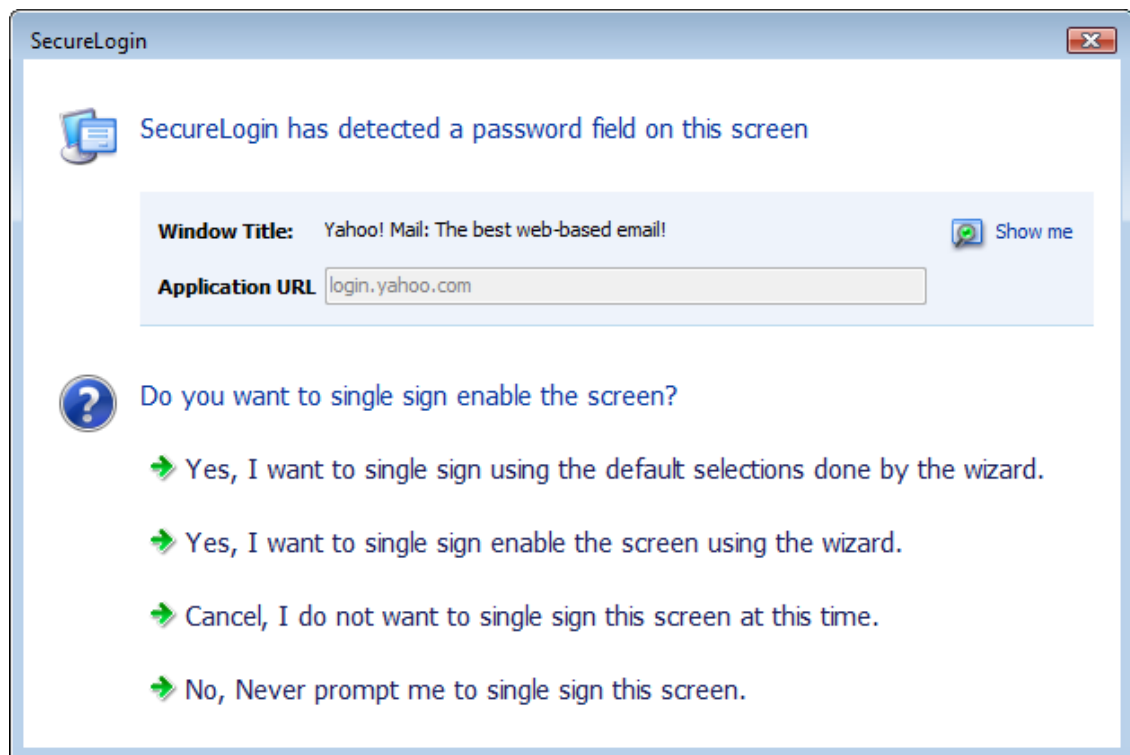 SecureLogin
SecureLogin has detected a password field on this screen
Window Title: Yahoo! Mail: The best web-based email! Show me
Application URL login.yahoo.com
Do you want to single sign enable the screen?
Yes, I want to single sign using the default selections done by the wizard.
Yes, I want to single sign enable the screen using the wizard.
Cancel, I do not want to single sign this screen at this time.
No, Never prompt me to single sign this screen.